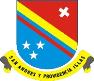 SAN ANDRES Y PROVIDENCIA ISLAS